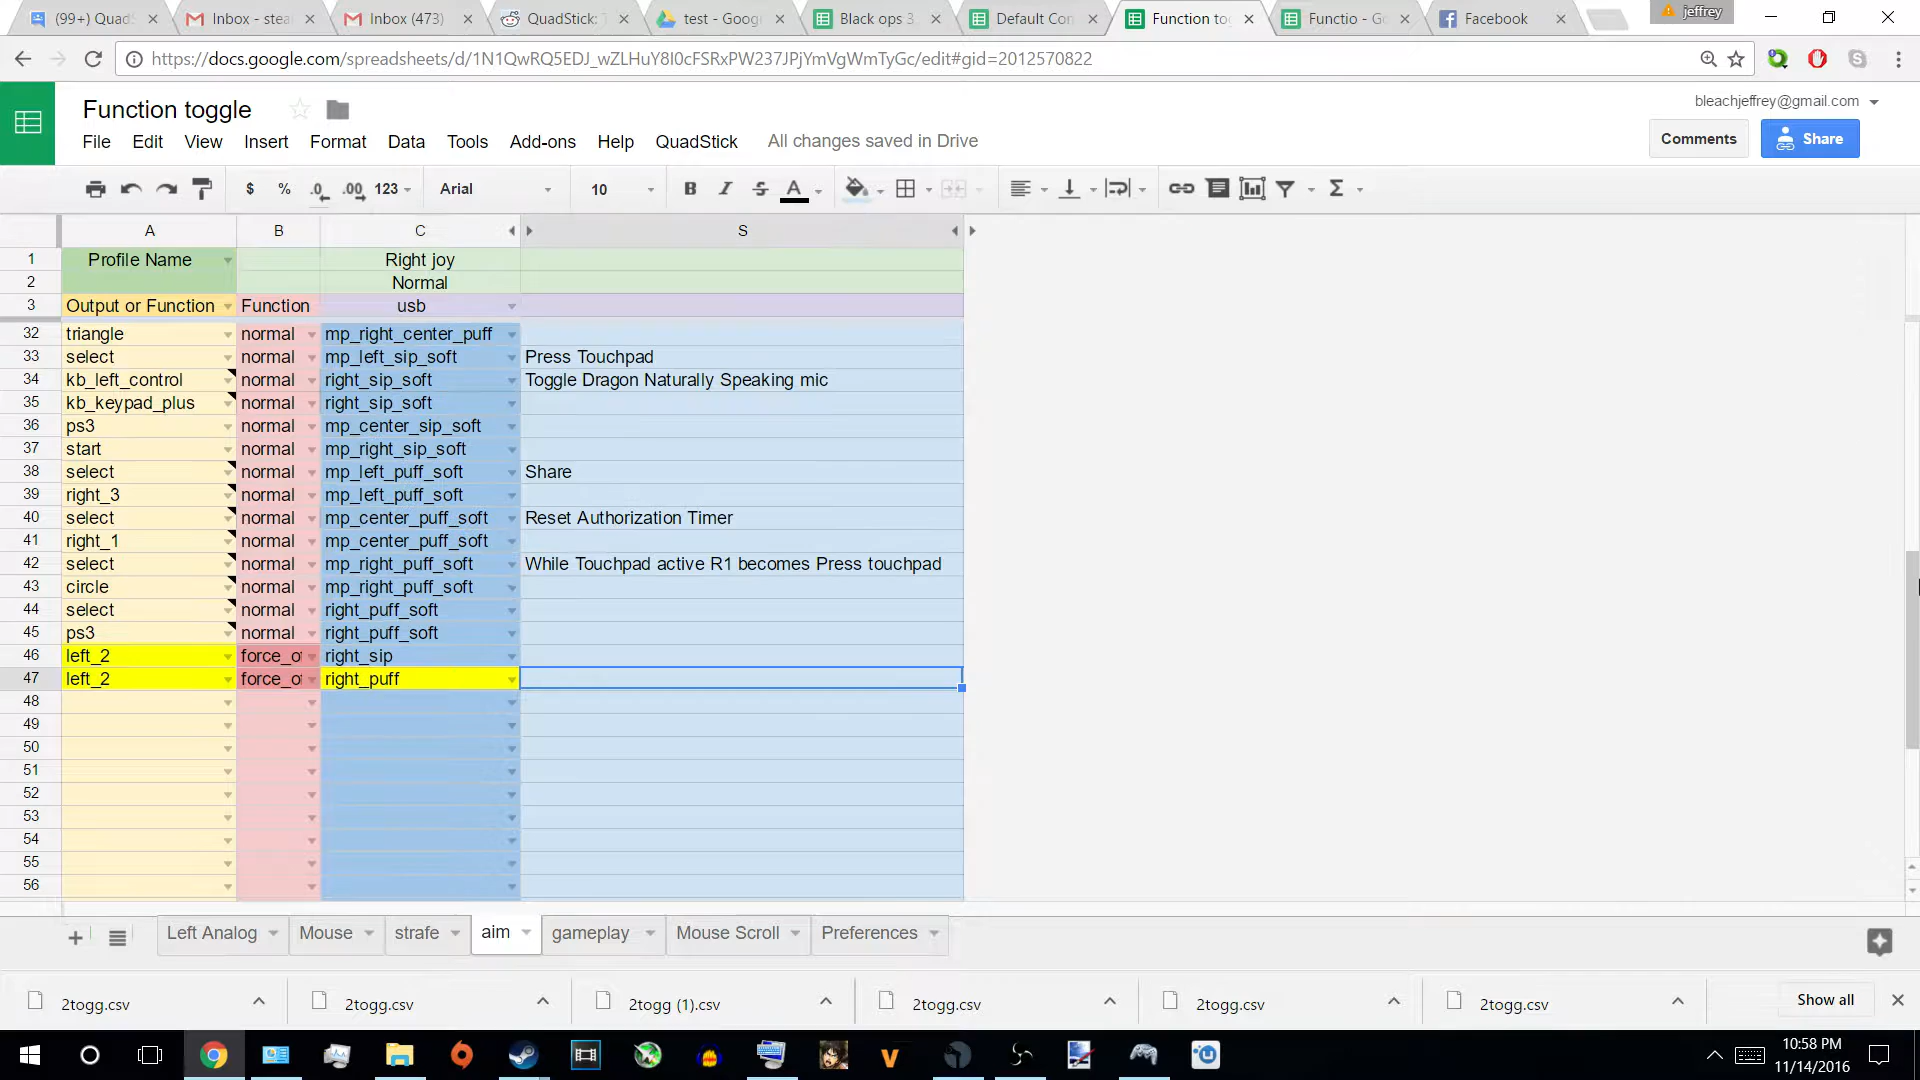 (99+) Quad
Inbox - stea
Inbox (473)
QuadStick: T
test - Goog
Black ops 3
Default Con
Function tog
Functio - Go
Facebook
jeffrey
https://docs.google.com/spreadsheets/d/1N1QwRQ5EDJ_wZLHuY8I0cFSRxPW237JPjYmVgWmTyGc/edit#gid=2012570822
Function toggle
bleachjeffrey@gmail.com
File Edit View Insert Format Data Tools Add-ons Help QuadStick All changes saved in Drive
Comments Share
$ % .0 .00 123 Arial 10 B I S A
A B C S
1 Profile Name Right joy
2 Normal
3 Output or Function Function usb
32 triangle normal mp_right_center_puff
33 select normal mp_left_sip_soft Press Touchpad
34 kb_left_control normal right_sip_soft Toggle Dragon Naturally Speaking mic
35 kb_keypad_plus normal right_sip_soft
36 ps3 normal mp_center_sip_soft
37 start normal mp_right_sip_soft
38 select normal mp_left_puff_soft Share
39 right_3 normal mp_left_puff_soft
40 select normal mp_center_puff_soft Reset Authorization Timer
41 right_1 normal mp_center_puff_soft
42 select normal mp_right_puff_soft While Touchpad active R1 becomes Press touchpad
43 circle normal mp_right_puff_soft
44 select normal right_puff_soft
45 ps3 normal right_puff_soft
46 left_2 force_o right_sip
47 left_2 force_o right_puff
48
49
50
51
52
53
54
55
56
Left Analog Mouse strafe aim gameplay Mouse Scroll Preferences
2togg.csv 2togg.csv 2togg (1).csv 2togg.csv 2togg.csv 2togg.csv Show all
10:58 PM
11/14/2016